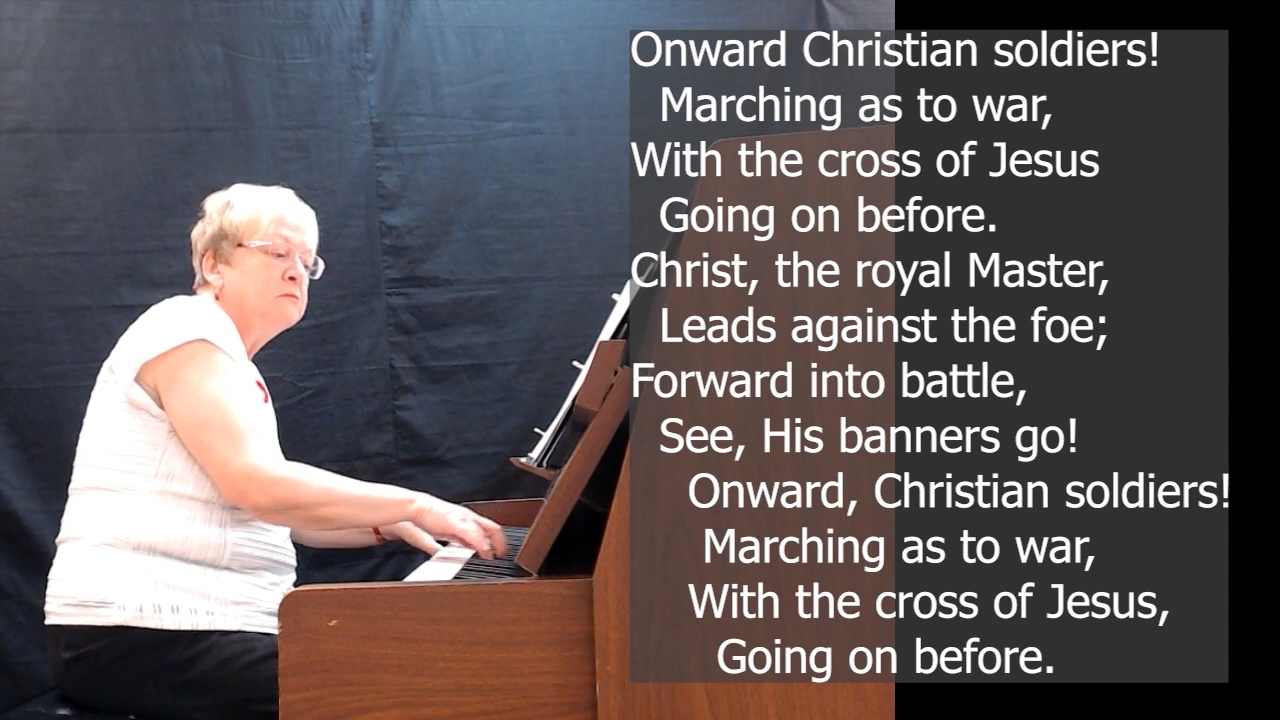 Onward Christian soldiers!
Marching as to war,
With the cross of Jesus
Going on before.
Christ, the royal Master,
Leads against the foe;
Forward into battle,
See, His banners go!
Onward, Christian soldiers!
Marching as to war,
With the cross of Jesus,
Going on before.